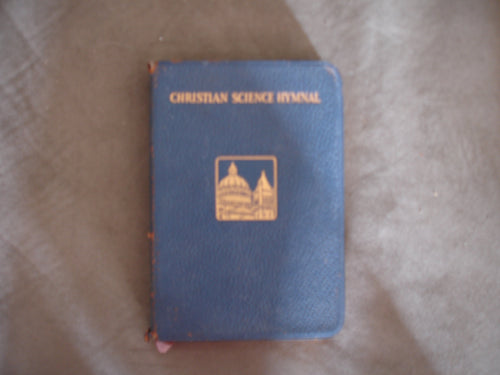 CHRISTIAN SCIENCE HYMNAL